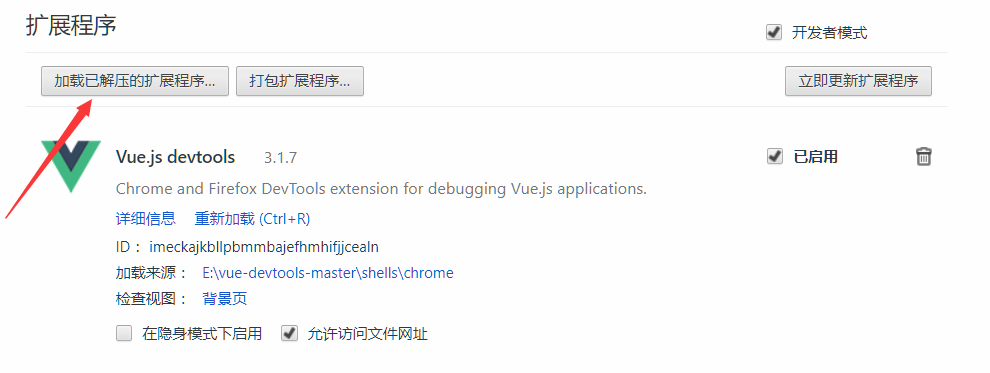 扩展程序
开发者模式
加载已解压的扩展程序... 打包扩展程序... 立即更新扩展程序
Vue.js devtools 3.1.7 已启用
Chrome and Firefox DevTools extension for debugging Vue.js applications.
详细信息 重新加载 (Ctrl+R)
ID： imeckajkbllpbmmbajefhmhifjjcealn
加载来源： E:\vue-devtools-master\shells\chrome
检查视图： 背景页
在隐身模式下启用 允许访问文件网址